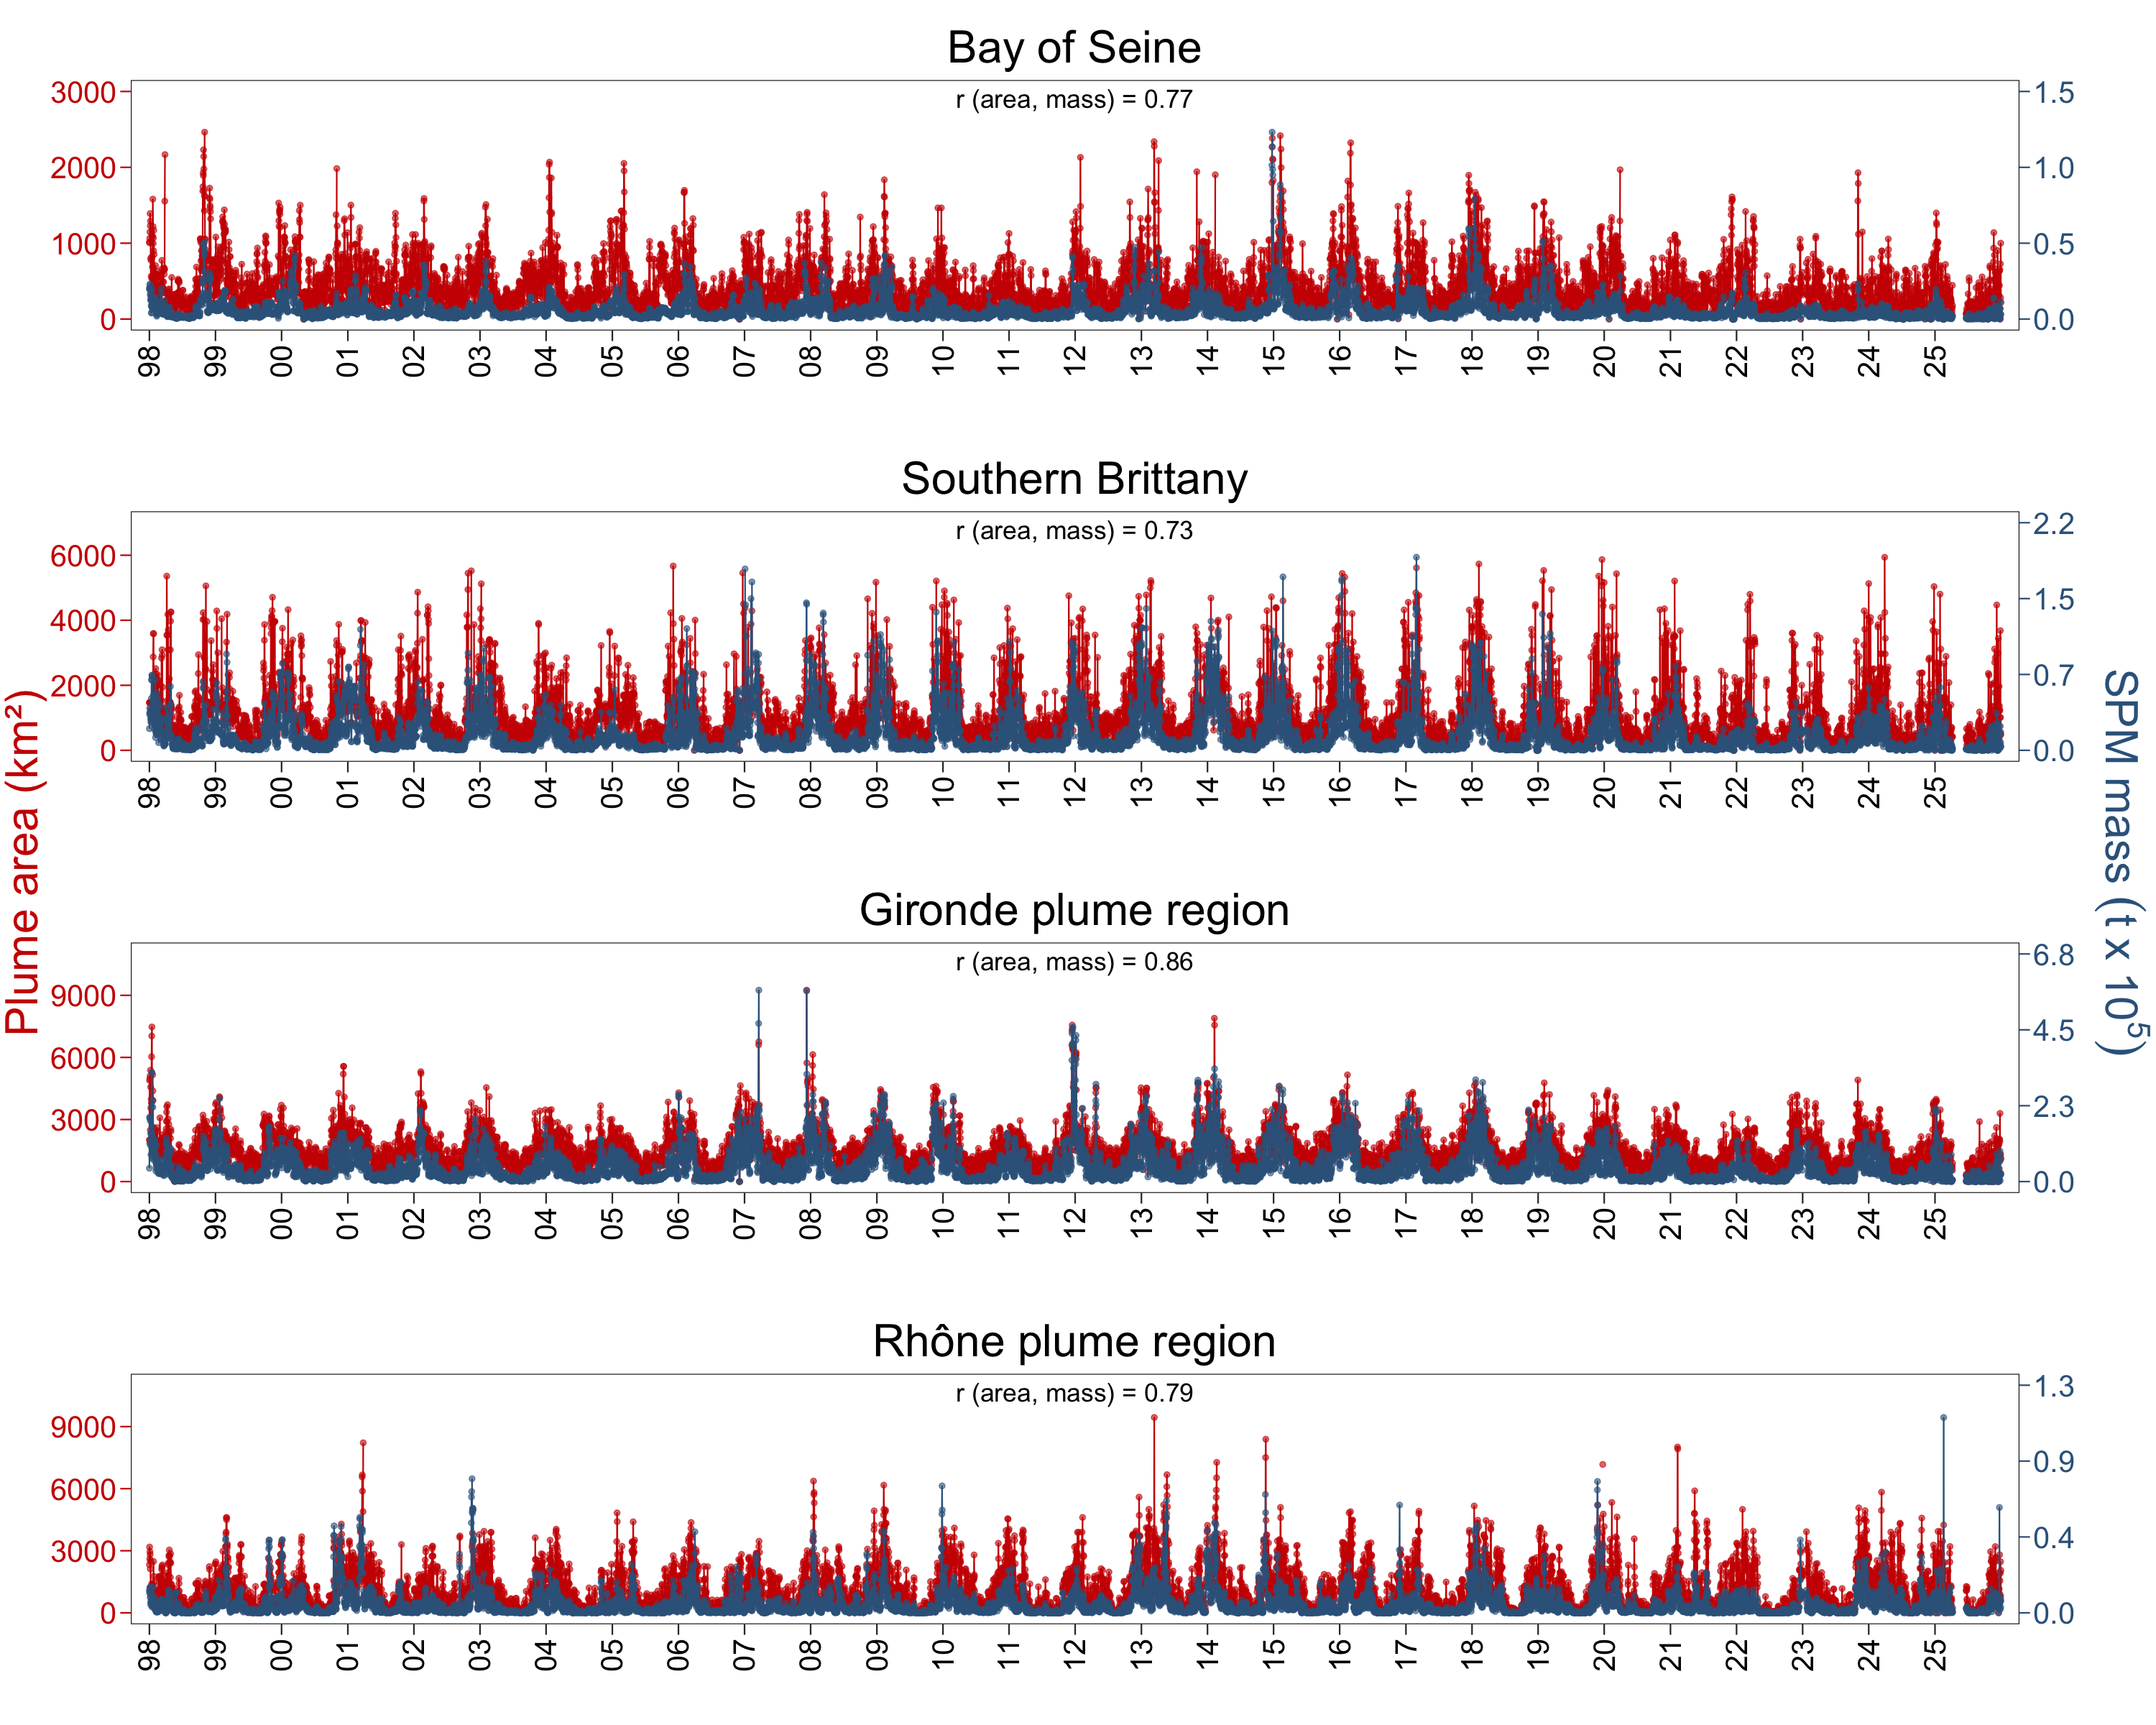 Bay of Seine
r (area, mass) = 0.77
3000
2000
1000
0
1.5
1.0
0.5
0.0
98 99 00 01 02 03 04 05 06 07 08 09 10 11 12 13 14 15 16 17 18 19 20 21 22 23 24 25
Southern Brittany
r (area, mass) = 0.73
6000
4000
2000
0
2.2
1.5
0.7
0.0
98 99 00 01 02 03 04 05 06 07 08 09 10 11 12 13 14 15 16 17 18 19 20 21 22 23 24 25
Plume area (km²)
SPM mass (t x 10⁵)
Gironde plume region
r (area, mass) = 0.86
9000
6000
3000
0
6.8
4.5
2.3
0.0
98 99 00 01 02 03 04 05 06 07 08 09 10 11 12 13 14 15 16 17 18 19 20 21 22 23 24 25
Rhône plume region
r (area, mass) = 0.79
9000
6000
3000
0
1.3
0.9
0.4
0.0
98 99 00 01 02 03 04 05 06 07 08 09 10 11 12 13 14 15 16 17 18 19 20 21 22 23 24 25